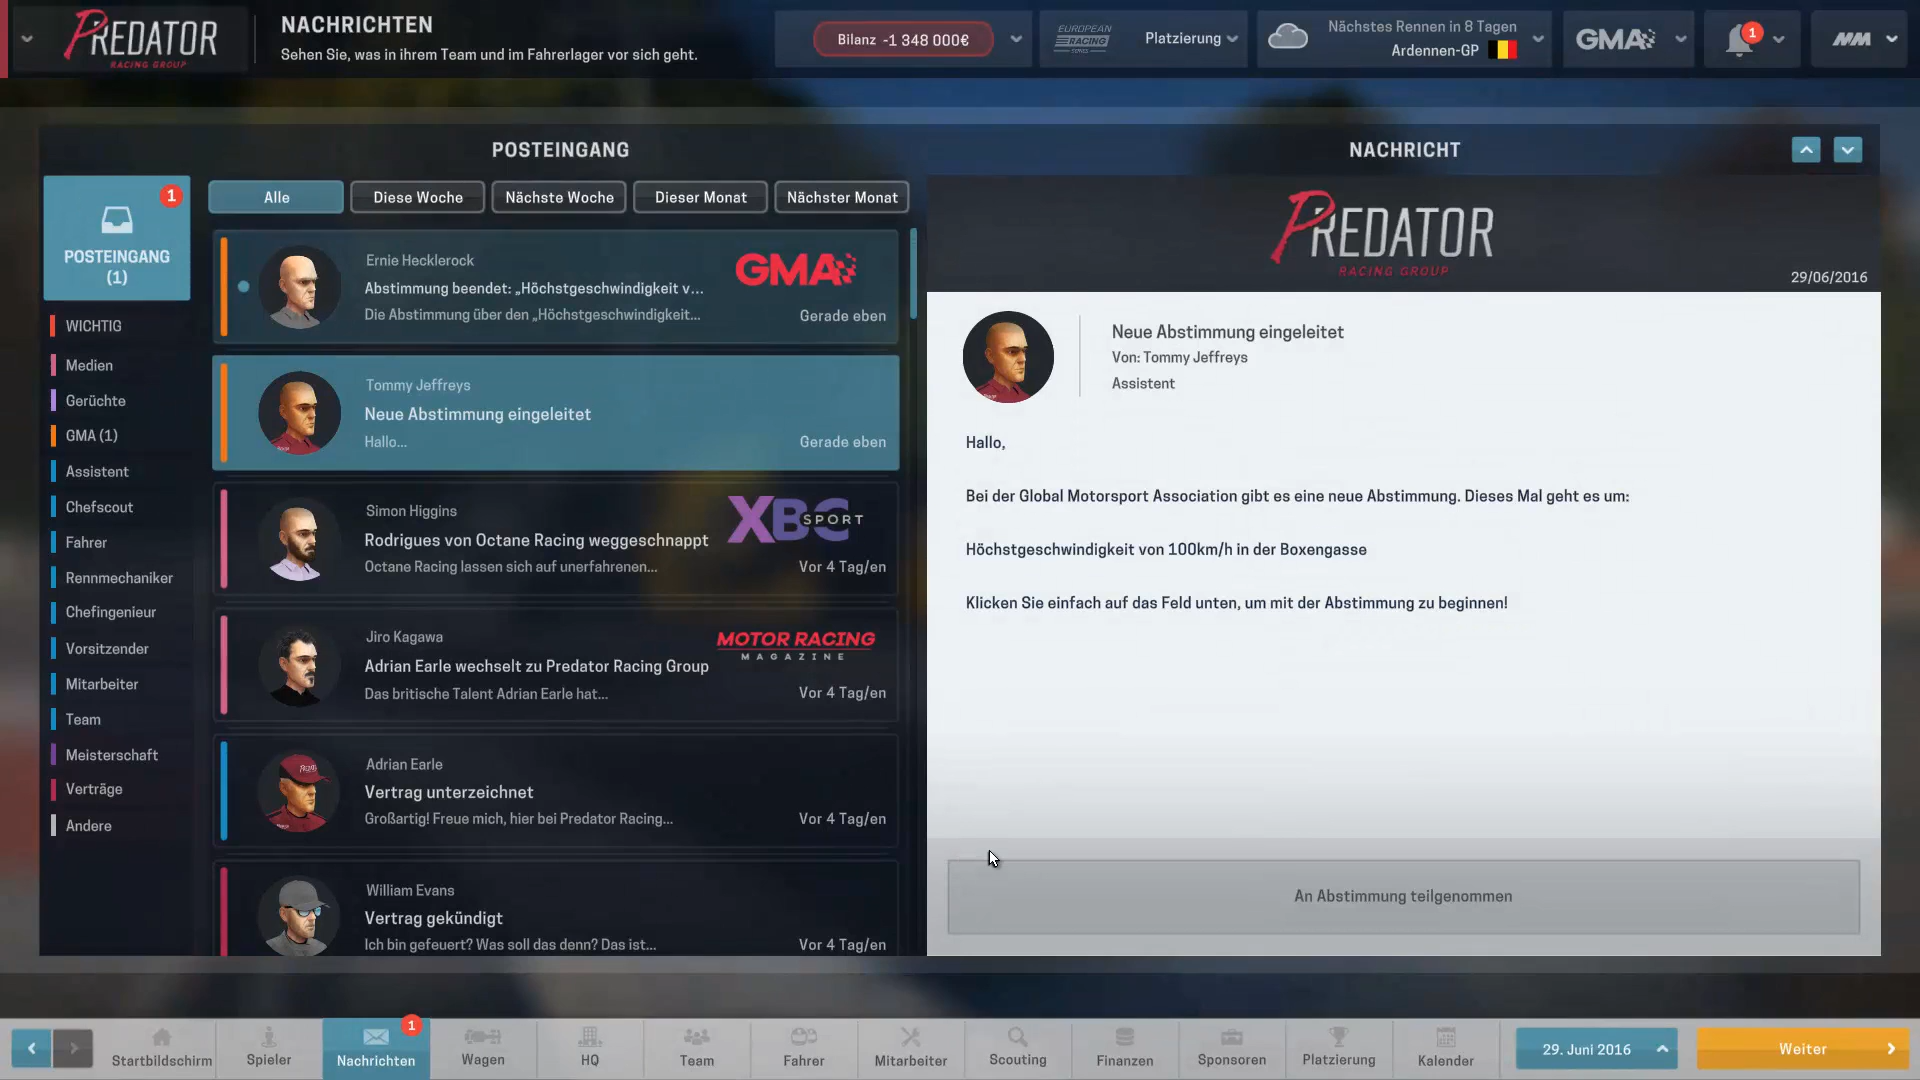 PREDATOR
RACING GROUP
NACHRICHTEN
Sehen Sie, was in ihrem Team und im Fahrerlager vor sich geht.
Bilanz -1 348 000€
EUROPEAN
RACING
SERIES
Platzierung
Nächstes Rennen in 8 Tagen
Ardennen-GP
GMA
1
MM
POSTEINGANG
NACHRICHT
1
POSTEINGANG
(1)
Alle
Diese Woche
Nächste Woche
Dieser Monat
Nächster Monat
WICHTIG
Medien
Gerüchte
GMA (1)
Assistent
Chefscout
Fahrer
Rennmechaniker
Chefingenieur
Vorsitzender
Mitarbeiter
Team
Meisterschaft
Verträge
Andere
Ernie Hecklerock
Abstimmung beendet: „Höchstgeschwindigkeit v...
Die Abstimmung über den „Höchstgeschwindigkeit...
GMA
Gerade eben
Tommy Jeffreys
Neue Abstimmung eingeleitet
Hallo...
Gerade eben
Simon Higgins
Rodrigues von Octane Racing weggeschnappt
Octane Racing lassen sich auf unerfahrenen...
XBC SPORT
Vor 4 Tag/en
Jiro Kagawa
Adrian Earle wechselt zu Predator Racing Group
Das britische Talent Adrian Earle hat...
MOTOR RACING
MAGAZINE
Vor 4 Tag/en
Adrian Earle
Vertrag unterzeichnet
Großartig! Freue mich, hier bei Predator Racing...
Vor 4 Tag/en
William Evans
Vertrag gekündigt
Ich bin gefeuert? Was soll das denn? Das ist...
Vor 4 Tag/en
PREDATOR
RACING GROUP
29/06/2016
Neue Abstimmung eingeleitet
Von: Tommy Jeffreys
Assistent
Hallo,
Bei der Global Motorsport Association gibt es eine neue Abstimmung. Dieses Mal geht es um:
Höchstgeschwindigkeit von 100km/h in der Boxengasse
Klicken Sie einfach auf das Feld unten, um mit der Abstimmung zu beginnen!
An Abstimmung teilgenommen
Startbildschirm
Spieler
1
Nachrichten
Wagen
HQ
Team
Fahrer
Mitarbeiter
Scouting
Finanzen
Sponsoren
Platzierung
Kalender
29. Juni 2016
Weiter